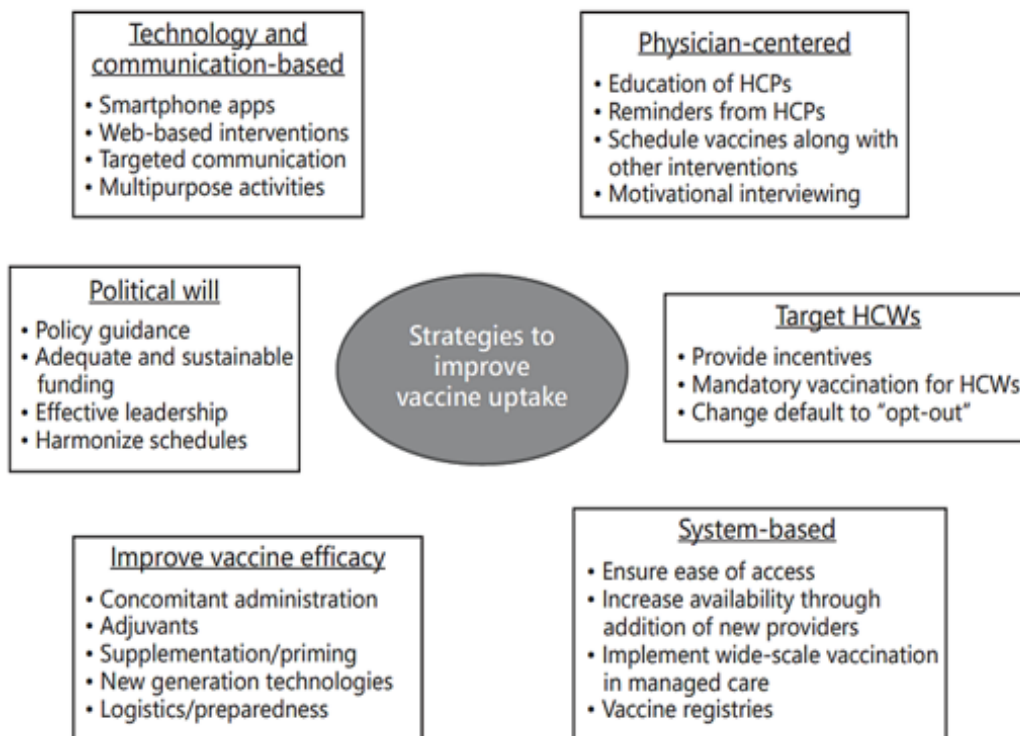 Technology and
communication-based
• Smartphone apps
• Web-based interventions
• Targeted communication
• Multipurpose activities
Physician-centered
• Education of HCPs
• Reminders from HCPs
• Schedule vaccines along with
other interventions
• Motivational interviewing
Political will
• Policy guidance
• Adequate and sustainable
funding
• Effective leadership
• Harmonize schedules
Strategies to
improve
vaccine uptake
Target HCWs
• Provide incentives
• Mandatory vaccination for HCWs
• Change default to “opt-out”
Improve vaccine efficacy
• Concomitant administration
• Adjuvants
• Supplementation/priming
• New generation technologies
• Logistics/preparedness
System-based
• Ensure ease of access
• Increase availability through
addition of new providers
• Implement wide-scale vaccination
in managed care
• Vaccine registries